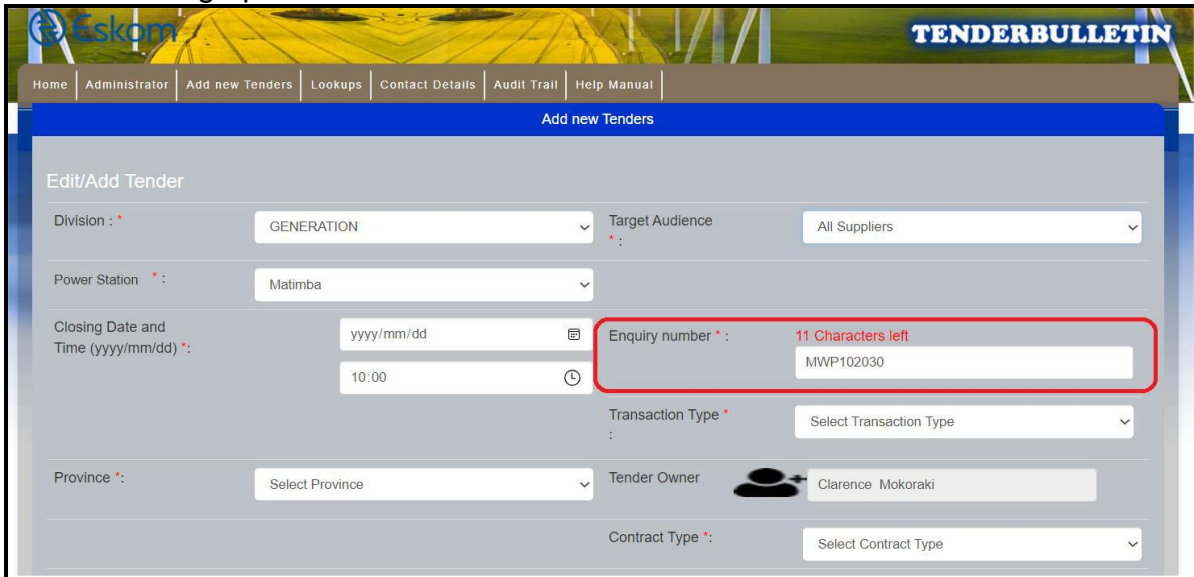 Eskom
TENDERBULLETIN
Home Administrator Add new Tenders Lookups Contact Details Audit Trail Help Manual
Add new Tenders
Edit/Add Tender
Division : *
GENERATION
Target Audience
* :
All Suppliers
Power Station * :
Matimba
Closing Date and
Time (yyyy/mm/dd) *:
yyyy/mm/dd
10:00
Enquiry number * :
11 Characters left
MWP102030
Transaction Type *
:
Select Transaction Type
Province *:
Select Province
Tender Owner
Clarence Mokoraki
Contract Type *:
Select Contract Type